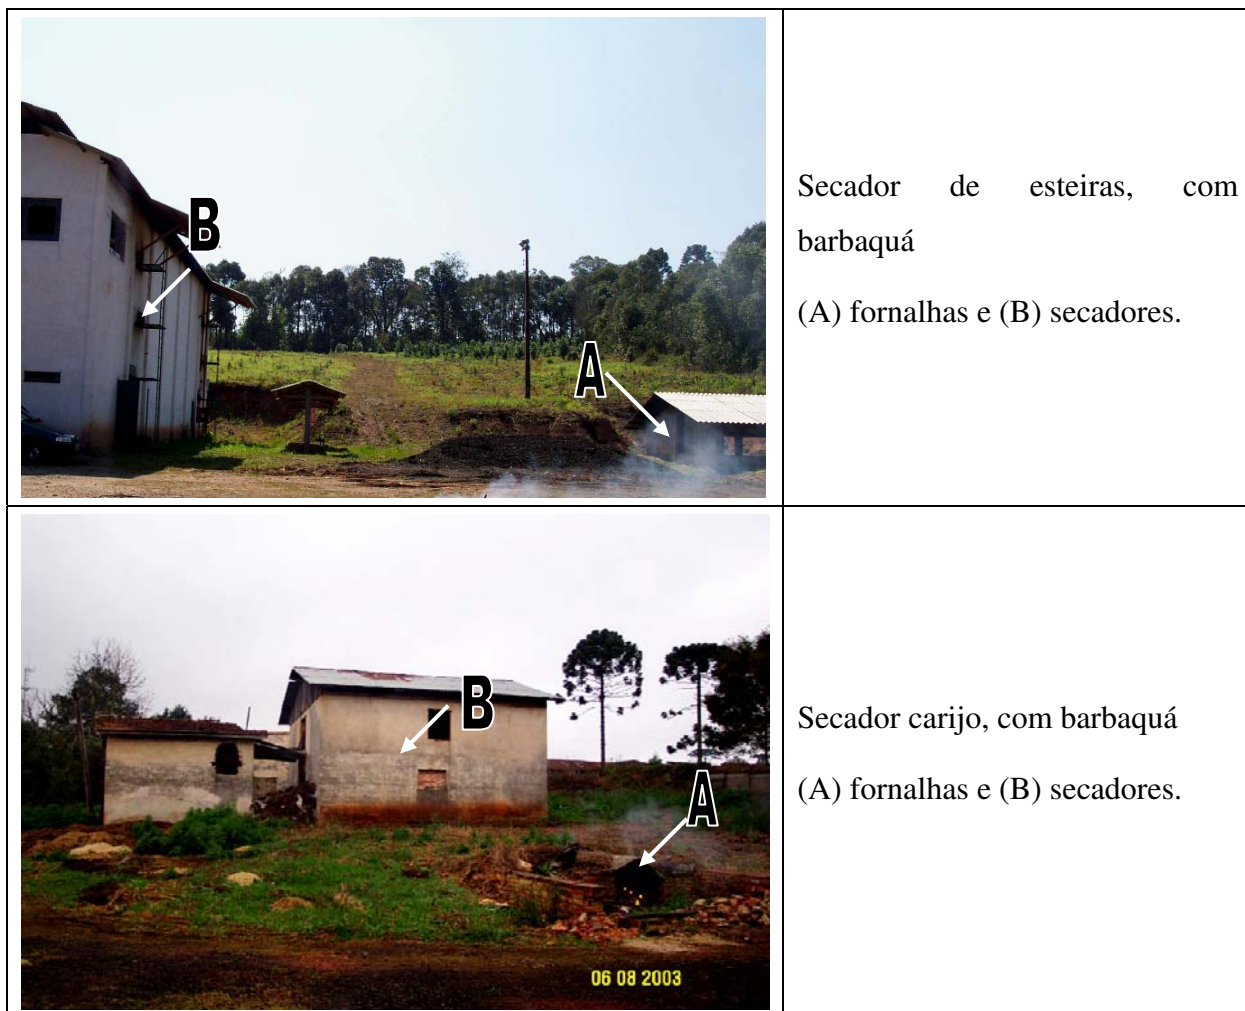 B
A
Secador de esteiras, com
barbaquá
(A) fornalhas e (B) secadores.
B
A
06 08 2003
Secador carijo, com barbaquá
(A) fornalhas e (B) secadores.